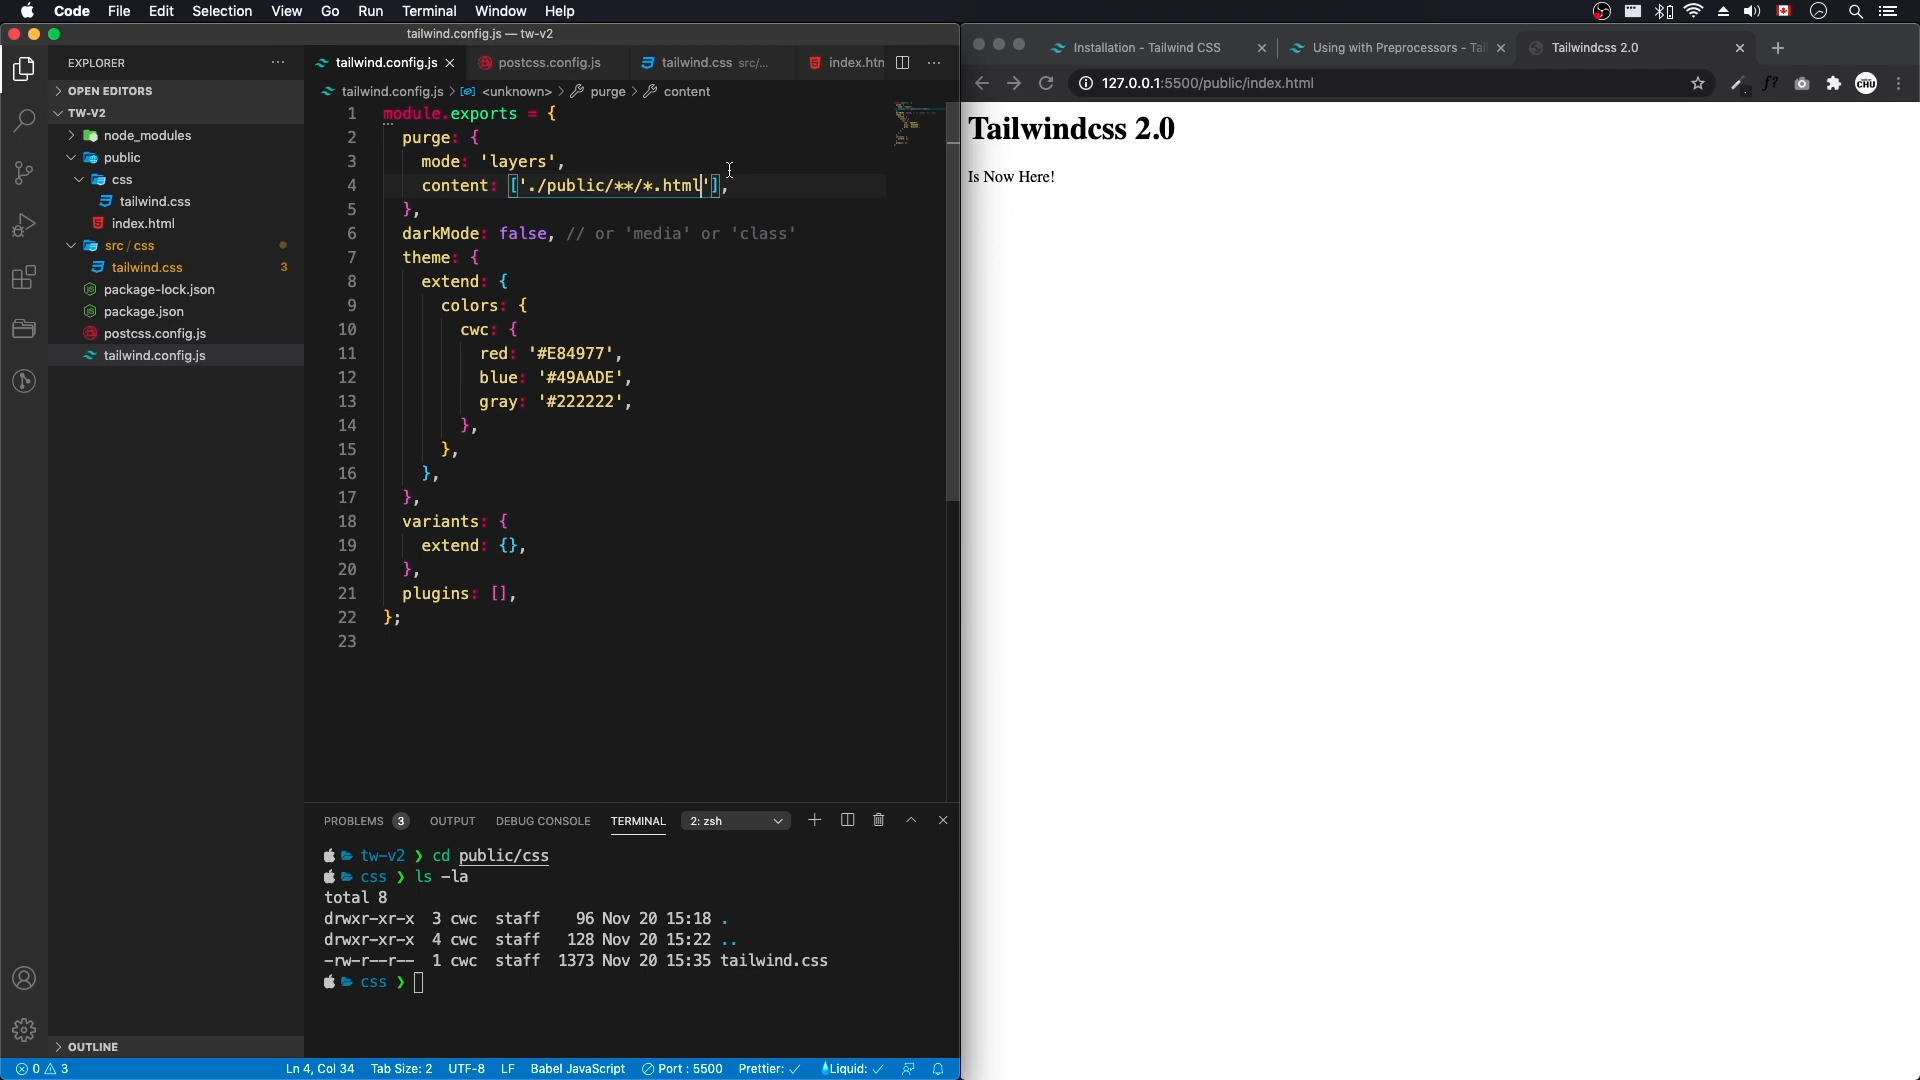 Code File Edit Selection View Go Run Terminal Window Help
tailwind.config.js — tw-v2
EXPLORER
OPEN EDITORS
TW-V2
node_modules
public
css
tailwind.css
index.html
src / css
tailwind.css 3
package-lock.json
package.json
postcss.config.js
tailwind.config.js
OUTLINE
tailwind.config.js postcss.config.js tailwind.css src/... index.htn
tailwind.config.js > <unknown> > purge > content
1 module.exports = {
2 purge: {
3 mode: 'layers',
4 content: ['./public/**/*.html'],
5 },
6 darkMode: false, // or 'media' or 'class'
7 theme: {
8 extend: {
9 colors: {
10 cwc: {
11 red: '#E84977',
12 blue: '#49AADE',
13 gray: '#222222',
14 },
15 },
16 },
17 },
18 variants: {
19 extend: {},
20 },
21 plugins: [],
22 };
23
PROBLEMS 3 OUTPUT DEBUG CONSOLE TERMINAL 2: zsh
tw-v2 ❯ cd public/css
css ❯ ls -la
total 8
drwxr-xr-x 3 cwc staff 96 Nov 20 15:18 .
drwxr-xr-x 4 cwc staff 128 Nov 20 15:22 ..
-rw-r--r-- 1 cwc staff 1373 Nov 20 15:35 tailwind.css
css ❯
0 3 Ln 4, Col 34 Tab Size: 2 UTF-8 LF Babel JavaScript Port : 5500 Prettier: ✓ Liquid: ✓
Installation - Tailwind CSS Using with Preprocessors - Tail Tailwindcss 2.0
127.0.0.1:5500/public/index.html f? CHU
Tailwindcss 2.0
Is Now Here!